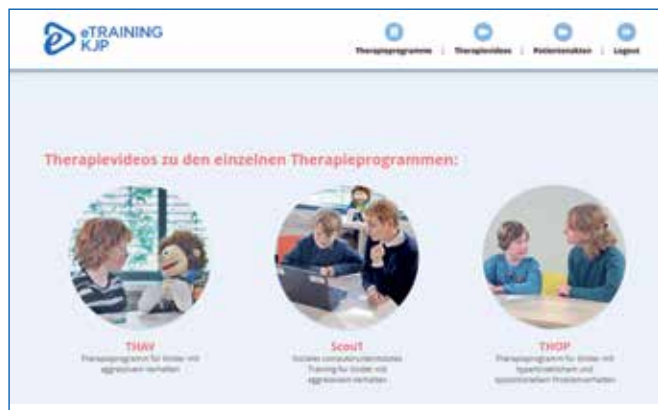 eTRAINING
KJP
Therapieprogramme | Therapievideos | Patientenakten | Logout
Therapievideos zu den einzelnen Therapieprogrammen:
THAV
Therapieprogramm für Kinder mit
aggressivem Verhalten
ScouT
Soziales computerunterstütztes
Training für Kinder mit
aggressivem Verhalten
THOP
Therapieprogramm für Kinder mit
hyperkinetischem und
oppositionellem Problemverhalten